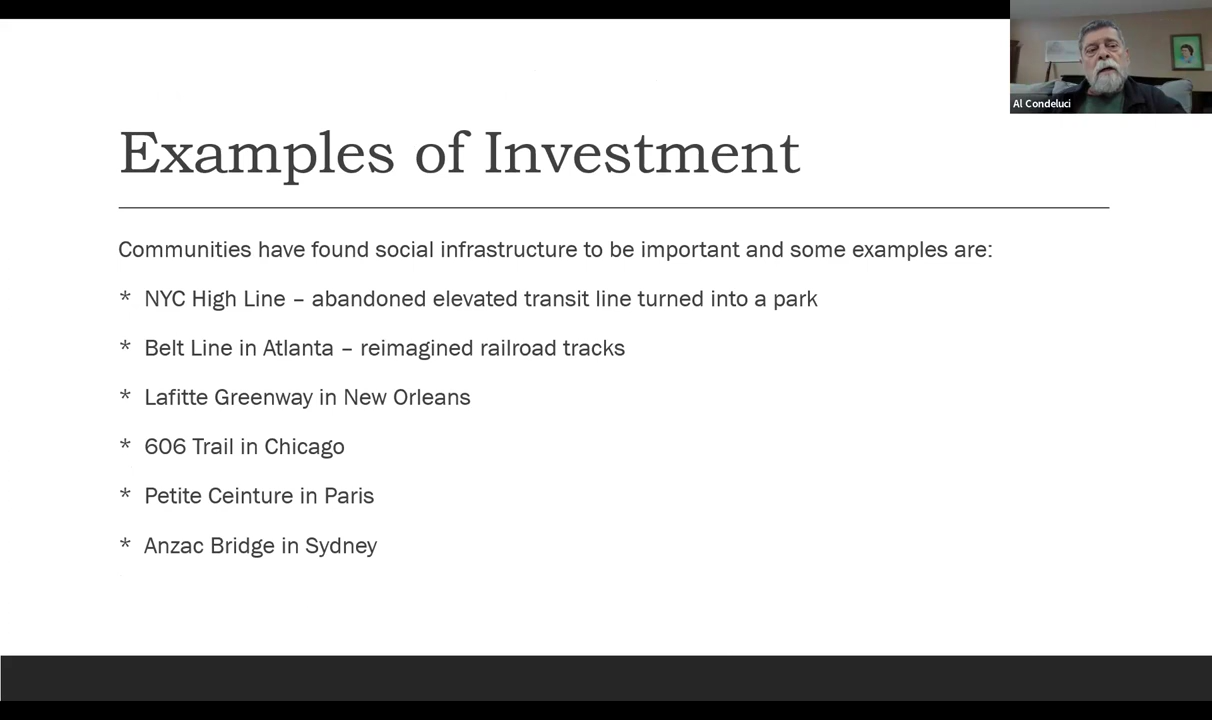 Al Condeluci
Examples of Investment
Communities have found social infrastructure to be important and some examples are:
* NYC High Line – abandoned elevated transit line turned into a park
* Belt Line in Atlanta – reimagined railroad tracks
* Lafitte Greenway in New Orleans
* 606 Trail in Chicago
* Petite Ceinture in Paris
* Anzac Bridge in Sydney